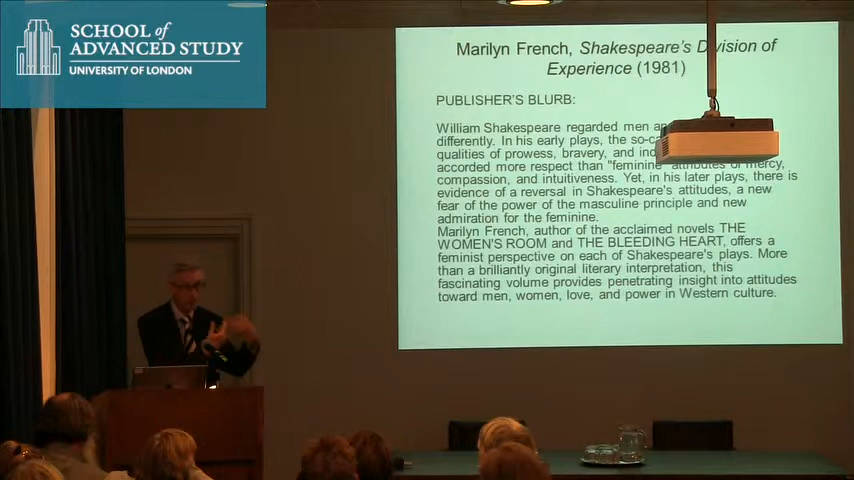 SCHOOL of
ADVANCED STUDY
UNIVERSITY OF LONDON
Marilyn French, Shakespeare's Division of
Experience (1981)
PUBLISHER'S BLURB:
William Shakespeare regarded men
differently. In his early plays, the
qualities of prowess, bravery, and
accorded more respect than "feminine" attributes of mercy,
compassion, and intuitiveness. Yet, in his later plays, there is
evidence of a reversal in Shakespeare's attitudes, a new
fear of the power of the masculine principle and new
admiration for the feminine.
Marilyn French, author of the acclaimed novels THE
WOMEN'S ROOM and THE BLEEDING HEART, offers a
feminist perspective on each of Shakespeare's plays. More
than a brilliantly original literary interpretation, this
fascinating volume provides penetrating insight into attitudes
toward men, women, love, and power in Western culture.